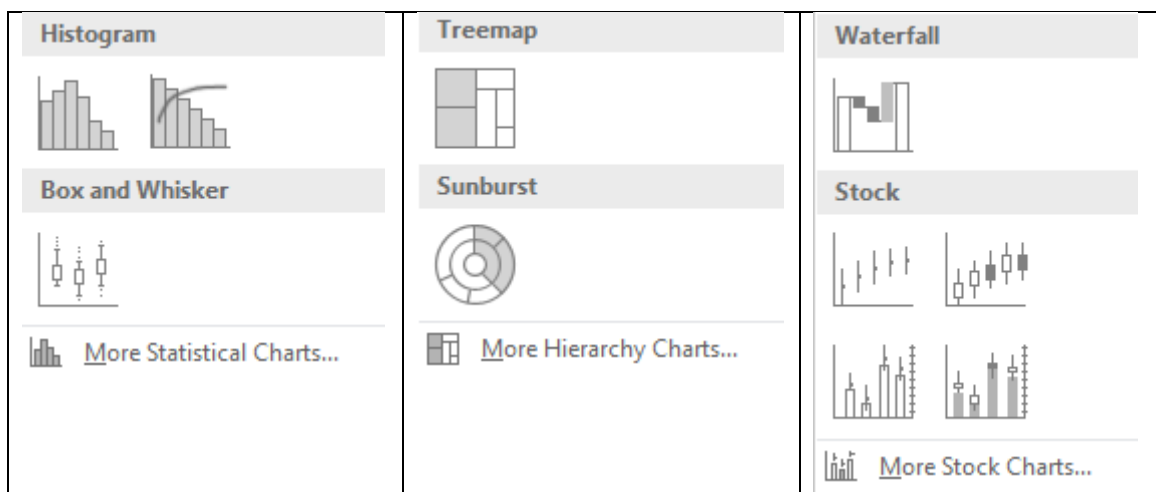 Histogram
Box and Whisker
More Statistical Charts...
Treemap
Sunburst
More Hierarchy Charts...
Waterfall
Stock
More Stock Charts...